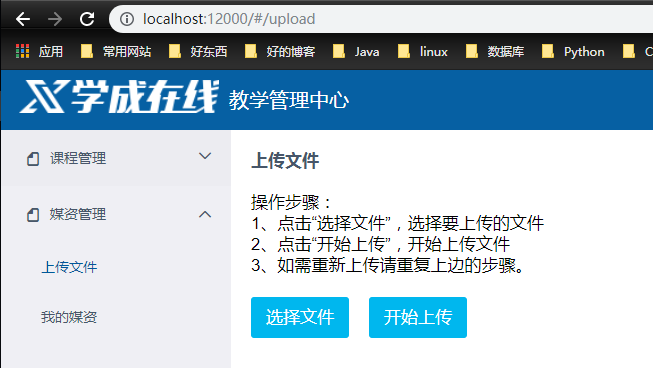 localhost:12000/#/upload
应用 常用网站 好东西 好的博客 Java linux 数据库 Python C
学成在线 教学管理中心
课程管理
媒资管理
上传文件
我的媒资
上传文件
操作步骤：
1、点击“选择文件”，选择要上传的文件
2、点击“开始上传”，开始上传文件
3、如需重新上传请重复上边的步骤。
选择文件 开始上传